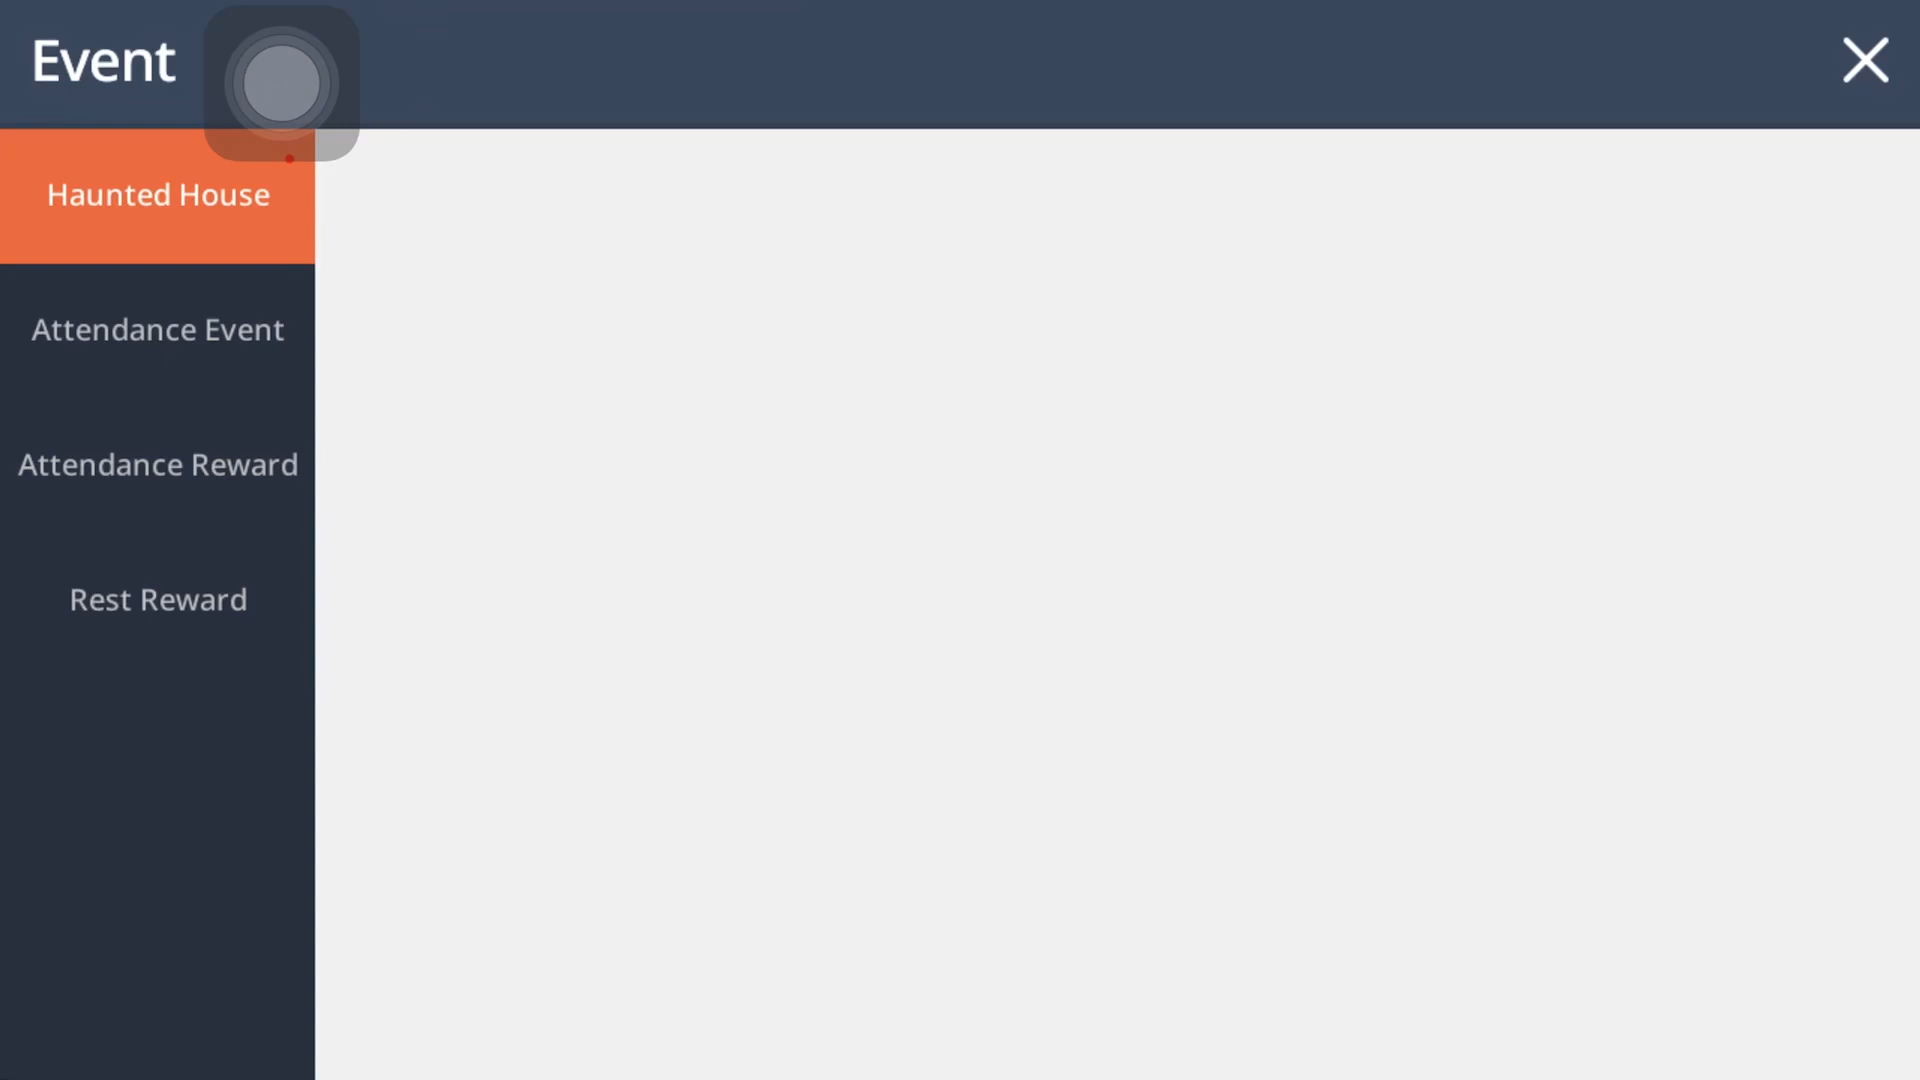 Event
Haunted House
Attendance Event
Attendance Reward
Rest Reward